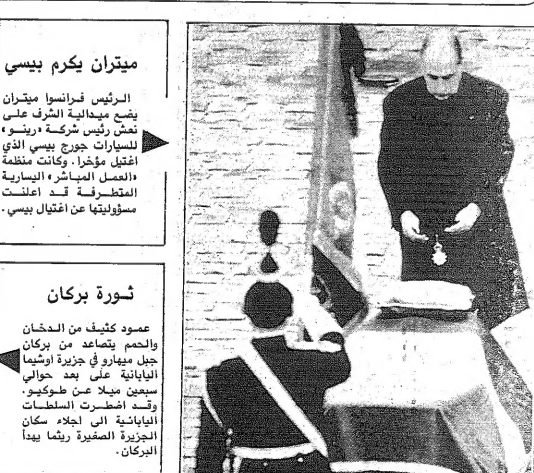 ميتران يكرم بيسي
الرئيس فرانسوا ميتران
يضع ميدالية الشرف على
نعش رئيس شركة «رينو»
للسيارات جورج بيسي الذي
اغتيل مؤخرا. وكانت منظمة
«العمل المباشر» اليسارية
المتطرفة قد اعلنت
مسؤوليتها عن اغتيال بيسي.
ثورة بركان
عمود كثيف من الدخان
والحمم يتصاعد من بركان
جبل ميهارو في جزيرة اوشيما
اليابانية على بعد حوالي
سبعين ميلا عن طوكيو.
وقد اضطرت السلطات
اليابانية الى اجلاء سكان
الجزيرة الصغيرة ريثما يهدأ
البركان.